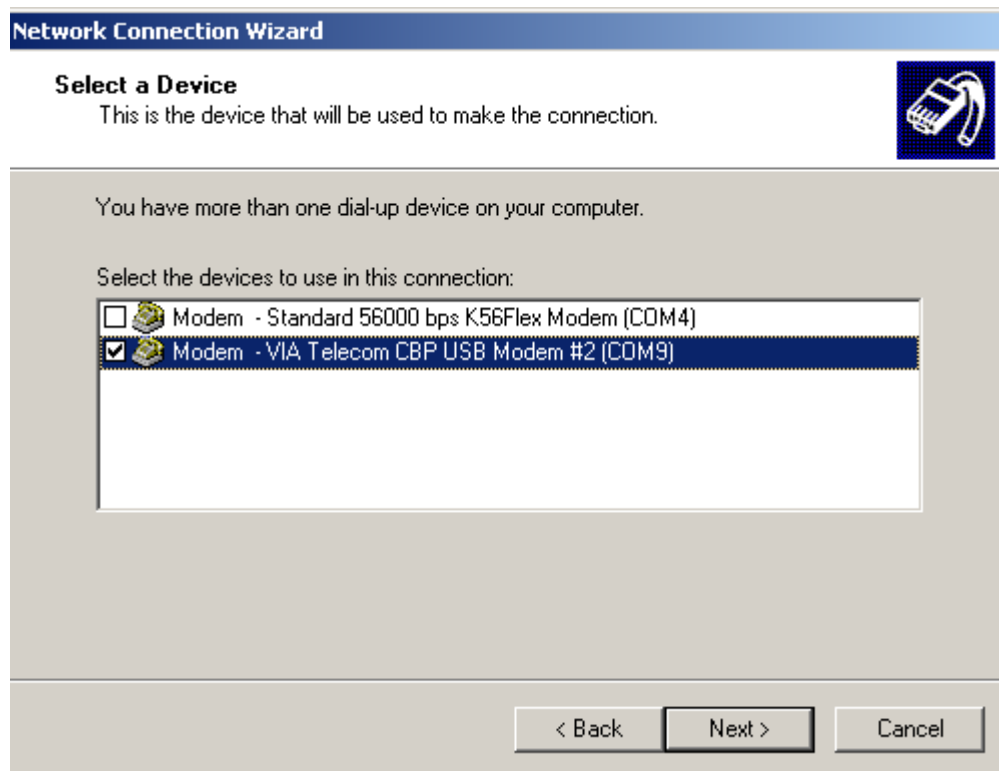 Network Connection Wizard
Select a Device
This is the device that will be used to make the connection.
You have more than one dial-up device on your computer.
Select the devices to use in this connection:
Modem - Standard 56000 bps K56Flex Modem (COM4)
Modem - VIA Telecom CBP USB Modem #2 (COM9)
< Back Next > Cancel